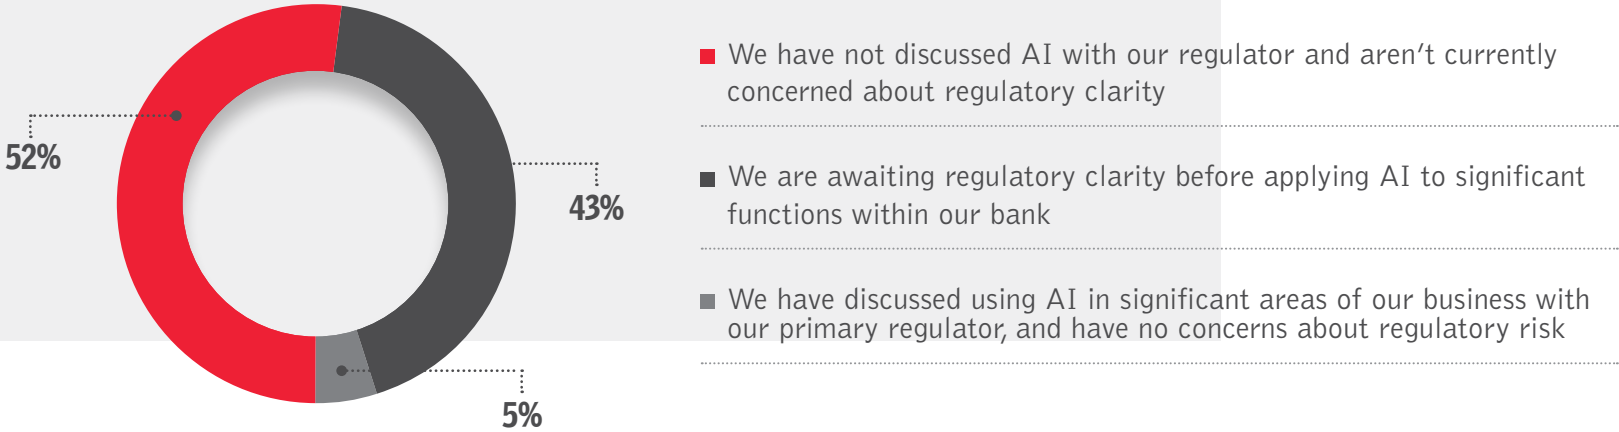 52%
43%
5%
We have not discussed AI with our regulator and aren’t currently
concerned about regulatory clarity
We are awaiting regulatory clarity before applying AI to significant
functions within our bank
We have discussed using AI in significant areas of our business with
our primary regulator, and have no concerns about regulatory risk